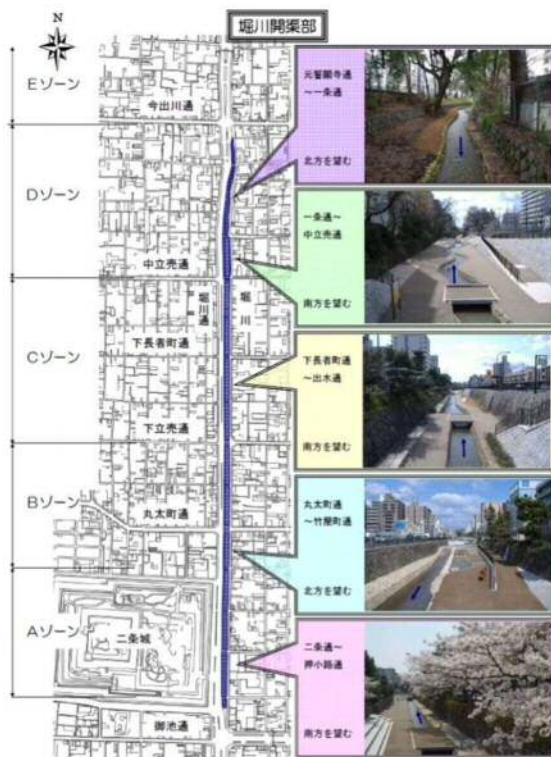 堀川開渠部
N
Eゾーン
今出川通
Dゾーン
中立売通
堀川通
堀川
Cゾーン
下長者町通
下立売通
Bゾーン
丸太町通
Aゾーン
二条城
御池通
元誓願寺通
~一条通
北方を望む
一条通~
中立売通
南方を望む
下長者町通
~出水通
南方を望む
丸太町通
~竹屋町通
北方を望む
二条通~
押小路通
南方を望む